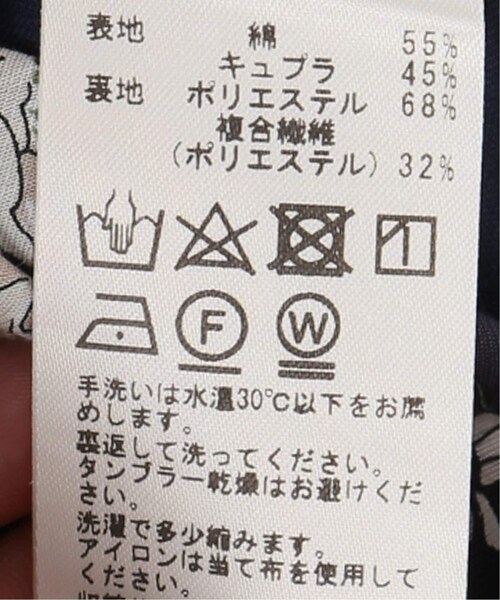 表地 綿 55%
キュプラ 45%
裏地 ポリエステル 68%
複合繊維
(ポリエステル) 32%
F W
手洗いは水温30℃以下をお薦
めします。
裏返して洗ってください。
タンブラー乾燥はお避けくだ
さい。
洗濯で多少縮みます。
アイロンは当て布を使用して
ください。